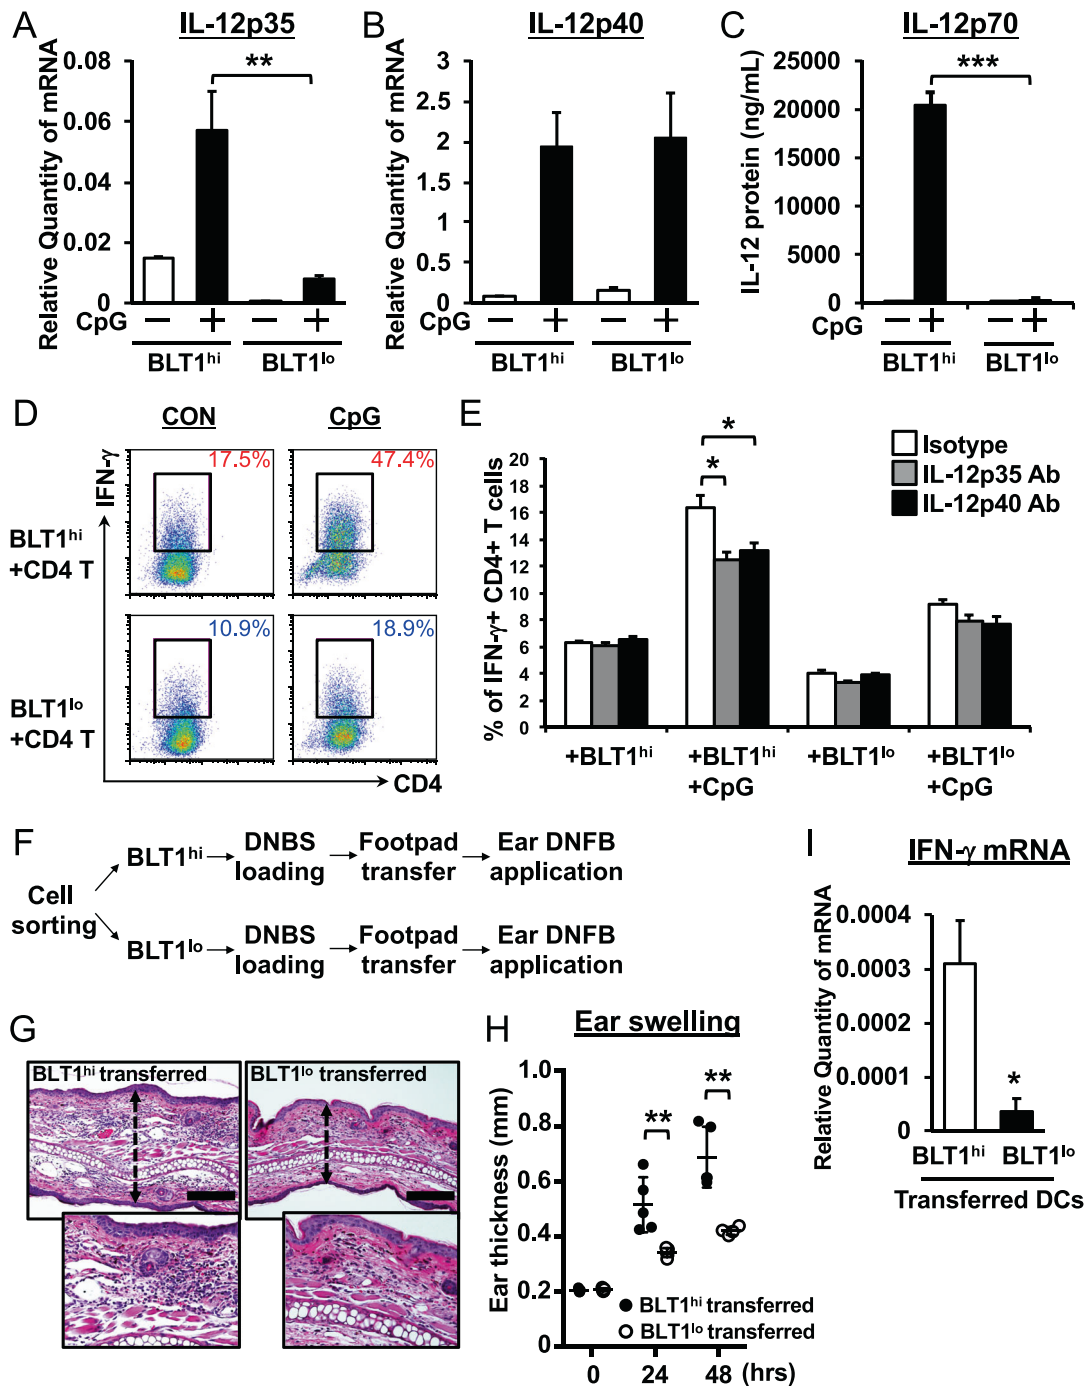 A IL-12p35
Relative Quantity of mRNA
0.08
0.06
0.04
0.02
0
**
CpG − + − +
BLT1hi BLT1lo
B IL-12p40
Relative Quantity of mRNA
3
2.5
2
1.5
1
0.5
0
CpG − + − +
BLT1hi BLT1lo
C IL-12p70
IL-12 protein (ng/mL)
25000
20000
15000
10000
5000
0
***
CpG − + − +
BLT1hi BLT1lo
D CON CpG
IFN-γ
17.5% 47.4%
BLT1hi
+CD4 T
10.9% 18.9%
BLT1lo
+CD4 T
CD4
E
% of IFN-γ+ CD4+ T cells
20
18
16
14
12
10
8
6
4
2
0
*
*
Isotype
IL-12p35 Ab
IL-12p40 Ab
+BLT1hi +BLT1hi +BLT1lo +BLT1lo
+CpG +CpG
F
Cell
sorting
BLT1hi → DNBS → Footpad → Ear DNFB
loading transfer application
BLT1lo → DNBS → Footpad → Ear DNFB
loading transfer application
G
BLT1hi transferred BLT1lo transferred
H Ear swelling
Ear thickness (mm)
1.0
0.8
0.6
0.4
0.2
0
**
**
BLT1hi transferred
BLT1lo transferred
0 24 48 (hrs)
I IFN-γ mRNA
Relative Quantity of mRNA
0.0004
0.0003
0.0002
0.0001
0
*
BLT1hi BLT1lo
Transferred DCs